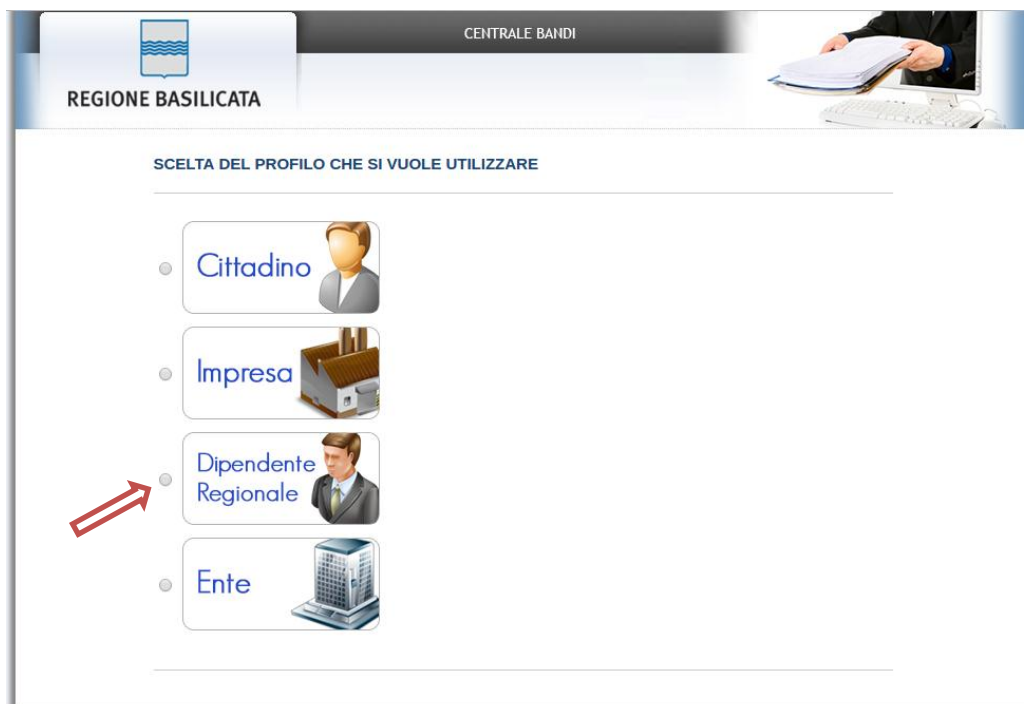 CENTRALE BANDI
REGIONE BASILICATA
SCELTA DEL PROFILO CHE SI VUOLE UTILIZZARE
Cittadino
Impresa
Dipendente
Regionale
Ente